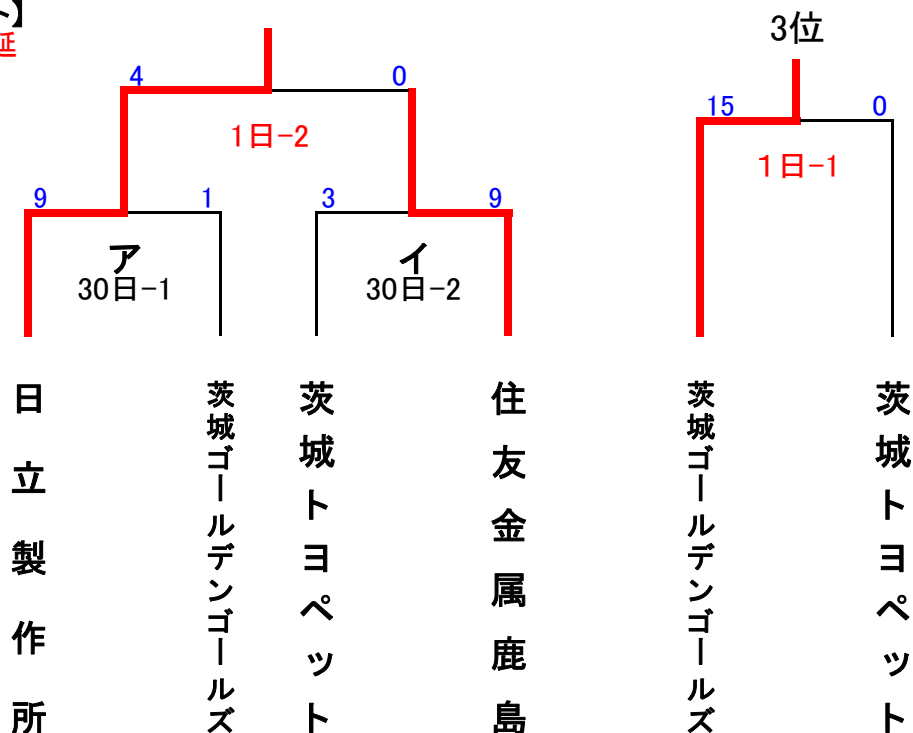 ト】
延
3位
4
0
15
0
1日-2
1日-1
9
1
3
9
ア
イ
30日-1
30日-2
日立製作所
茨城ゴールデンゴールズ
茨城トヨペット
住友金属鹿島
茨城ゴールデンゴールズ
茨城トヨペット